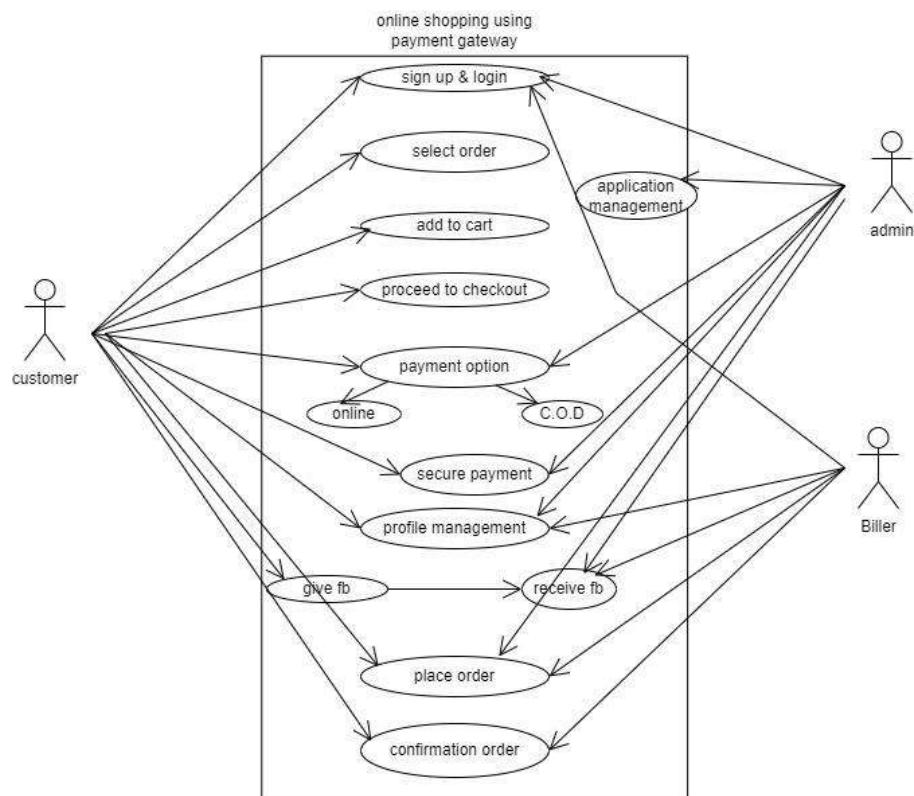 online shopping using
payment gateway
sign up & login
select order
application
management
admin
add to cart
proceed to checkout
customer
payment option
online
C.O.D
secure payment
Biller
profile management
give fb
receive fb
place order
confirmation order